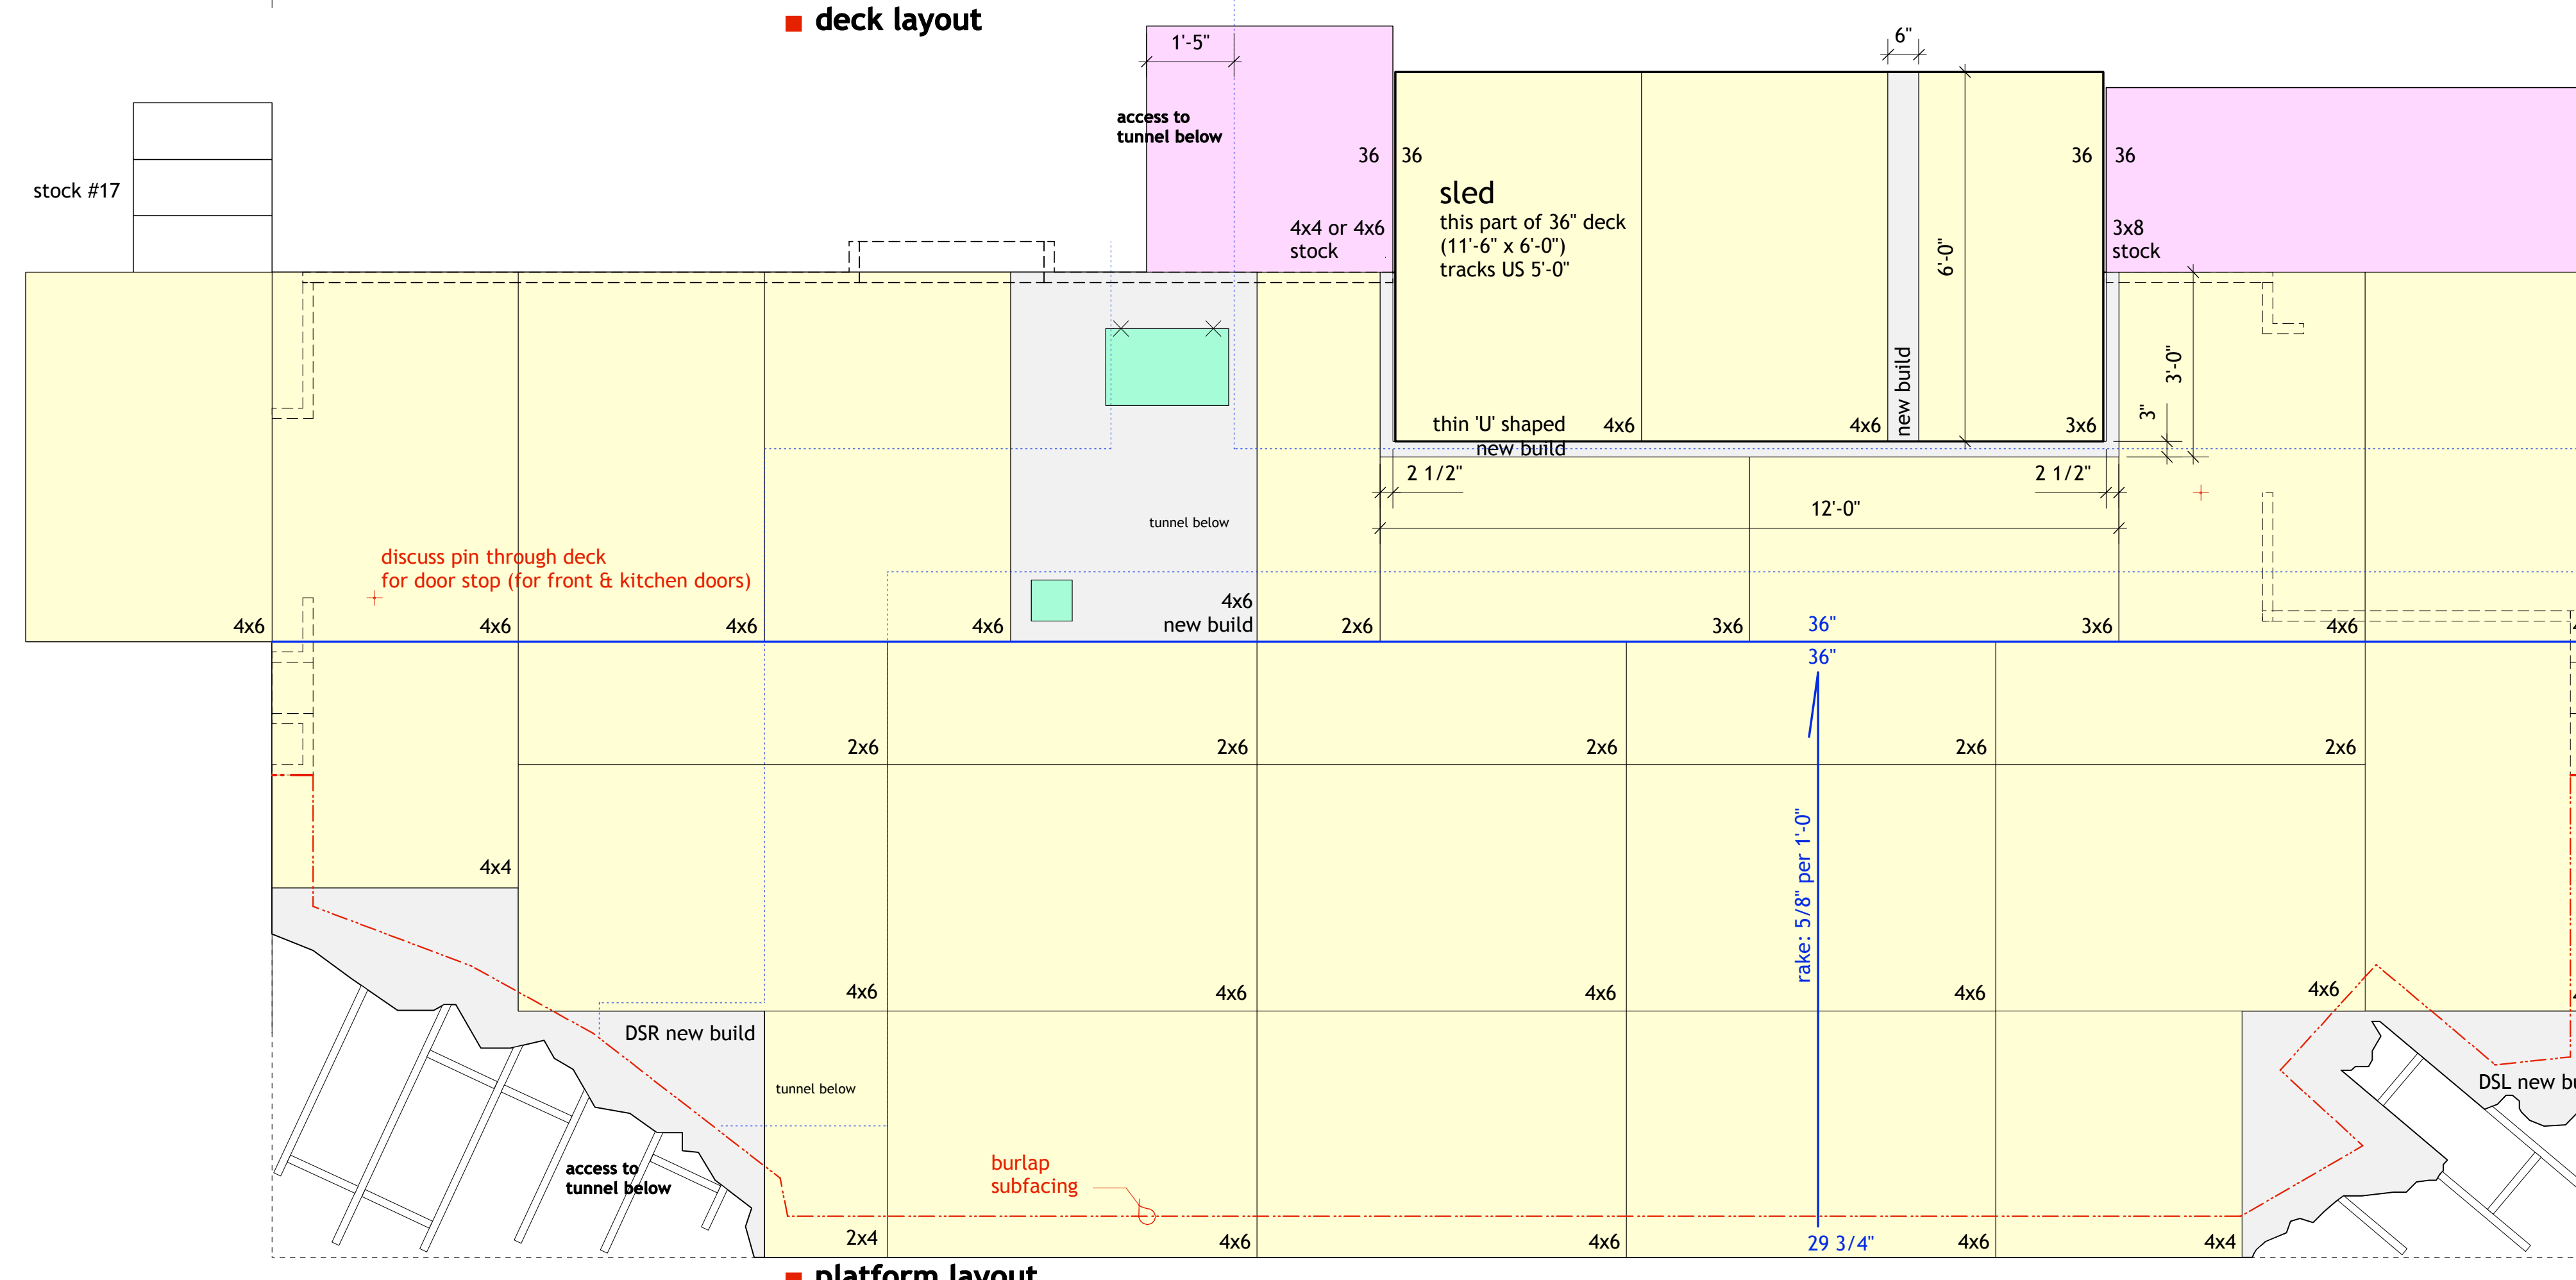 deck layout
1'-5"
6"
access to
tunnel below
36
36
36
36
stock #17
sled
this part of 36" deck
(11'-6" x 6'-0")
tracks US 5'-0"
4x4 or 4x6
stock
3x8
stock
6'-0"
new build
3'-0"
3"
thin 'U' shaped
new build
4x6
4x6
3x6
2 1/2"
2 1/2"
12'-0"
tunnel below
discuss pin through deck
for door stop (for front & kitchen doors)
4x6
4x6
4x6
4x6
4x6
new build
2x6
3x6
36"
3x6
4x6
36"
2x6
2x6
2x6
2x6
2x6
rake: 5/8" per 1'-0"
4x4
4x6
4x6
4x6
4x6
4x6
DSR new build
tunnel below
DSL new bu
access to
tunnel below
burlap
subfacing
2x4
4x6
4x6
29 3/4"
4x6
4x4
platform layout